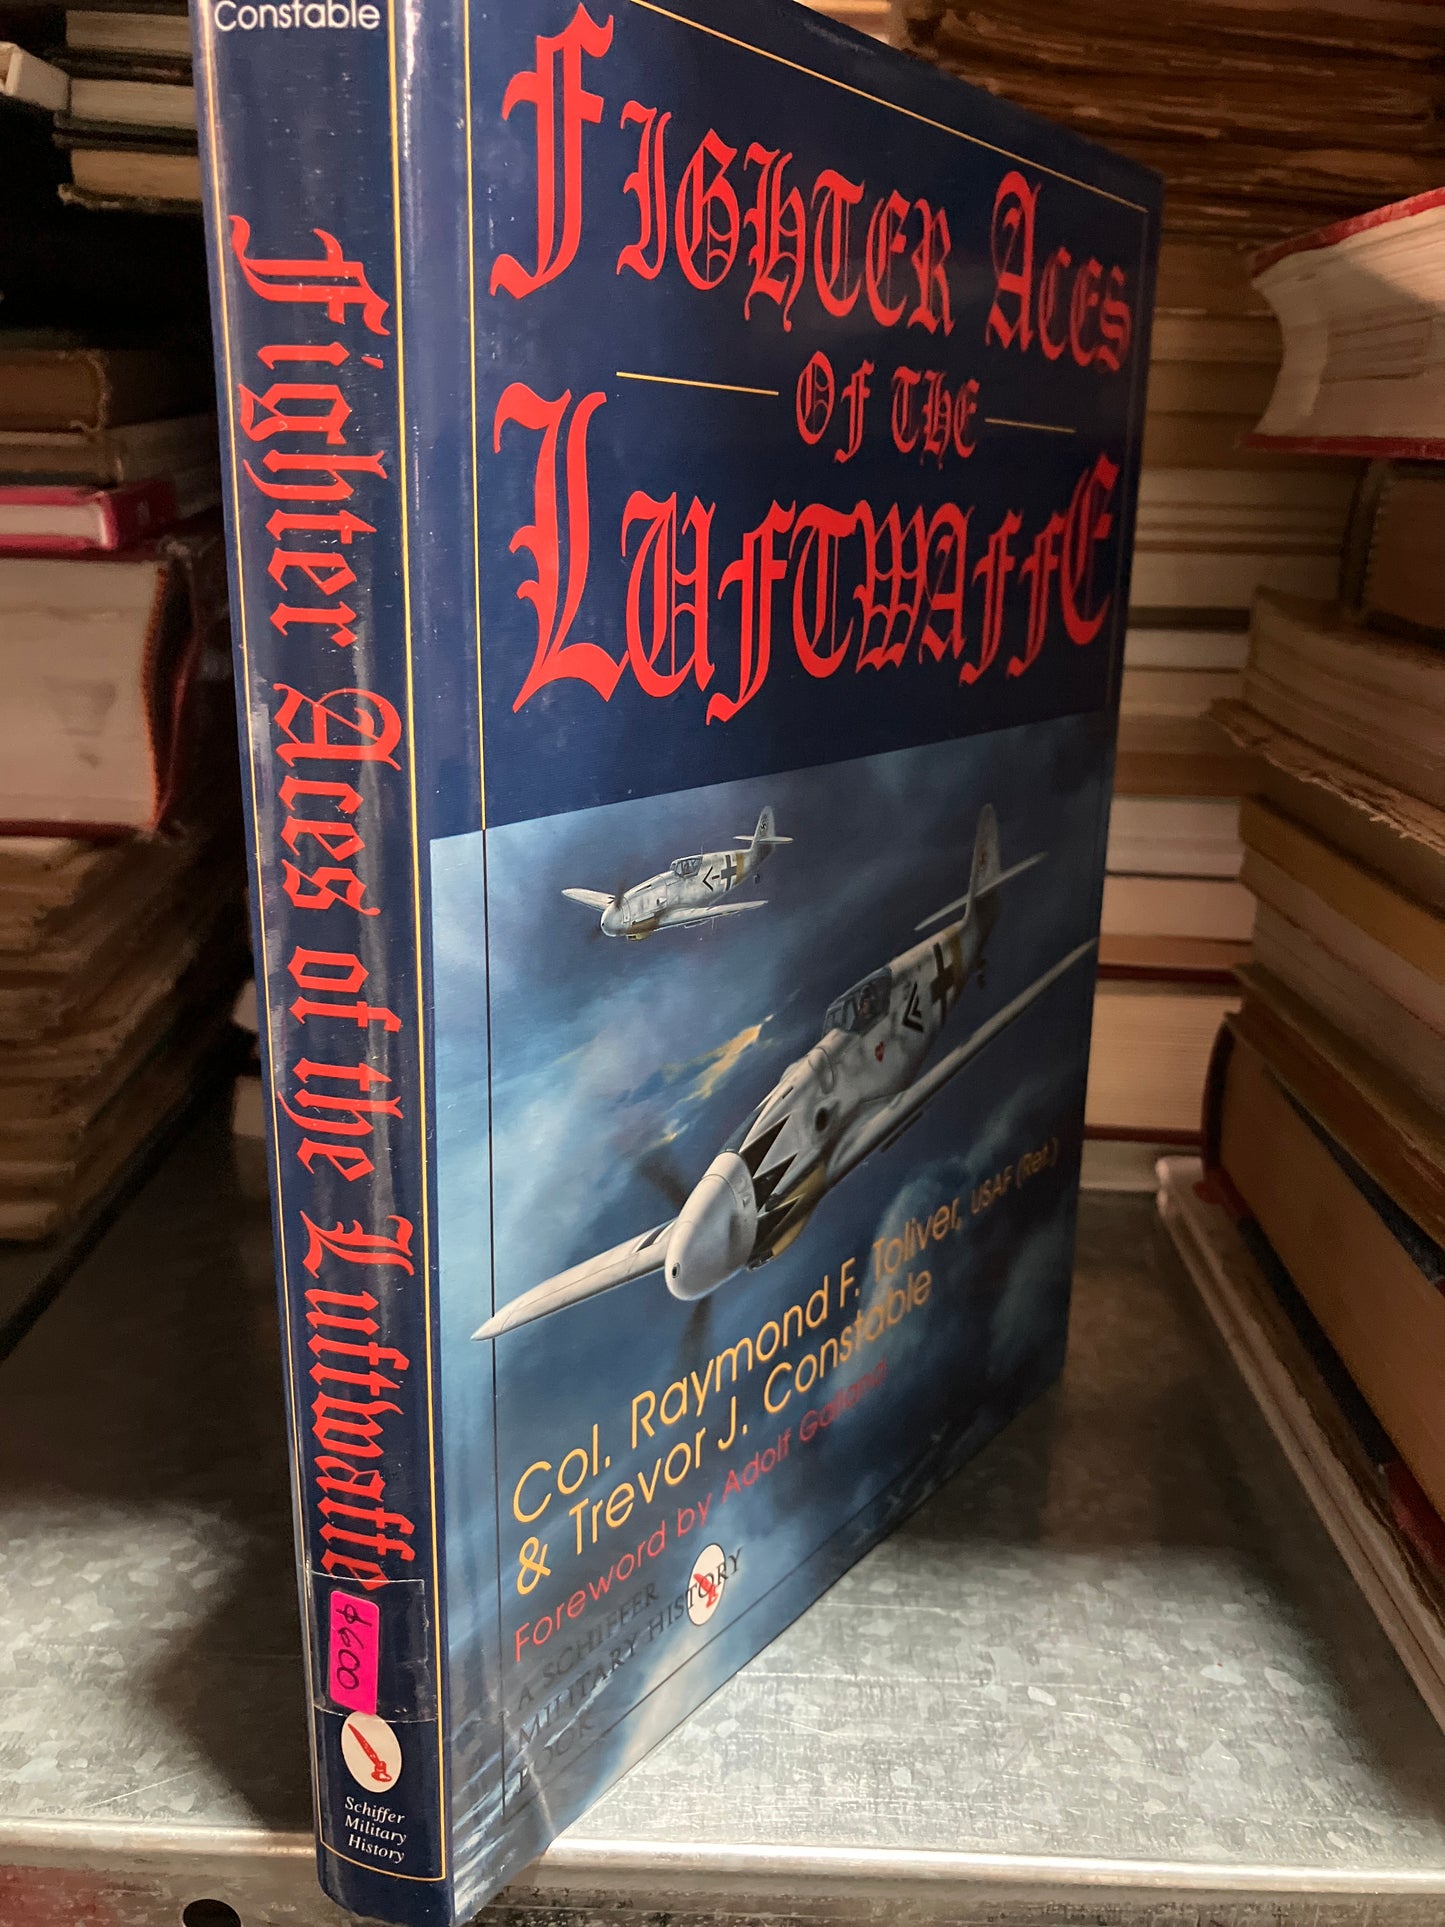 Constable
Fighter Aces of the Luftwaffe
$600
Schiffer
Military
History
FIGHTER ACES
OF THE
LUFTWAFFE
Col. Raymond F. Toliver, USAF (Ret.)
& Trevor J. Constable
Foreword by Adolf Galland
A SCHIFFER
MILITARY HISTORY
BOOK